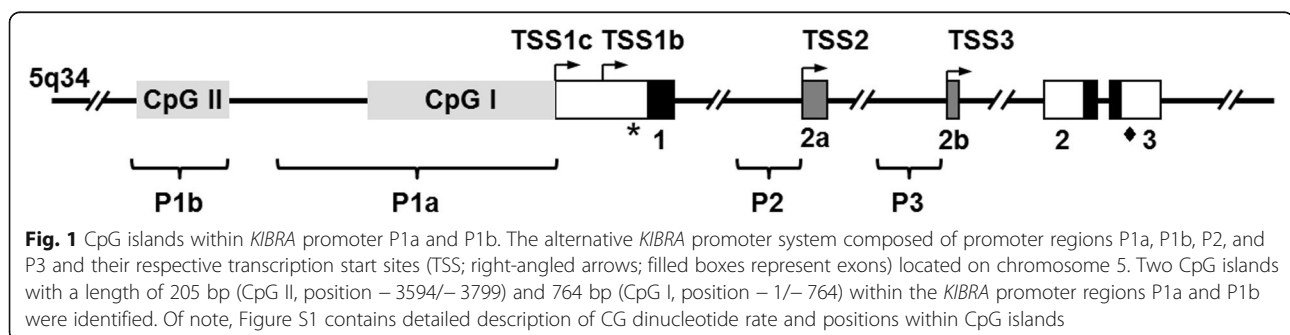 TSS1c TSS1b TSS2 TSS3
5q34
CpG II CpG I
* 1 2a 2b 2 ♦ 3
P1b P1a P2 P3
Fig. 1 CpG islands within KIBRA promoter P1a and P1b. The alternative KIBRA promoter system composed of promoter regions P1a, P1b, P2, and
P3 and their respective transcription start sites (TSS; right-angled arrows; filled boxes represent exons) located on chromosome 5. Two CpG islands
with a length of 205 bp (CpG II, position − 3594/− 3799) and 764 bp (CpG I, position − 1/− 764) within the KIBRA promoter regions P1a and P1b
were identified. Of note, Figure S1 contains detailed description of CG dinucleotide rate and positions within CpG islands